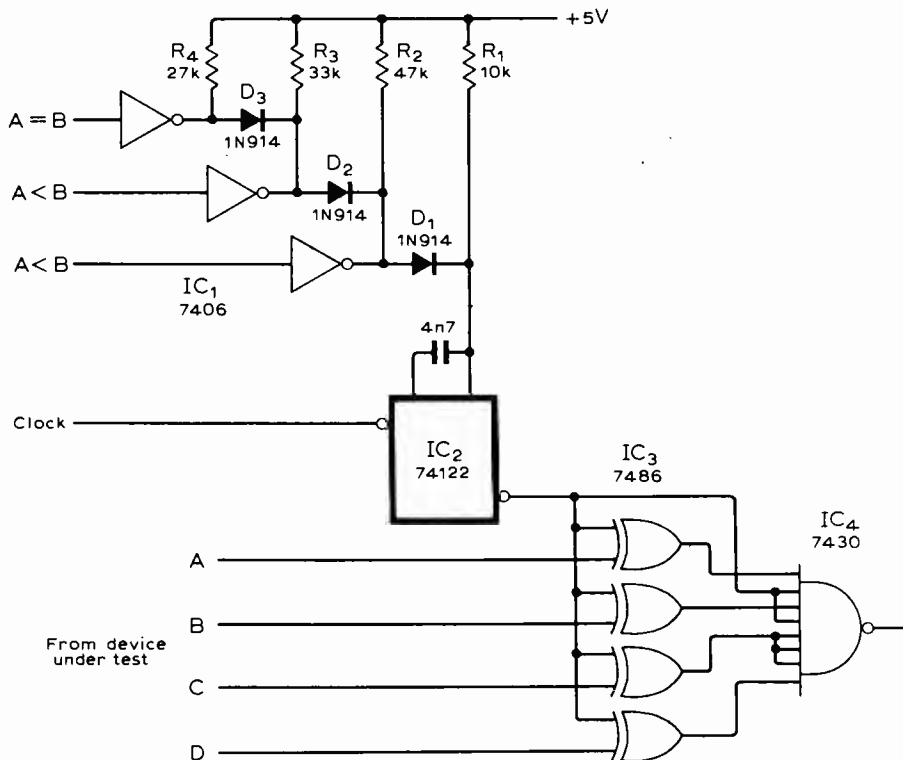 +5V
R4
27k
R3
33k
R2
47k
R1
10k
D3
1N914
A = B
D2
1N914
A < B
D1
1N914
A < B
IC1
7406
4n7
Clock
IC2
74122
IC3
7486
IC4
7430
A
B
From device
under test
C
D